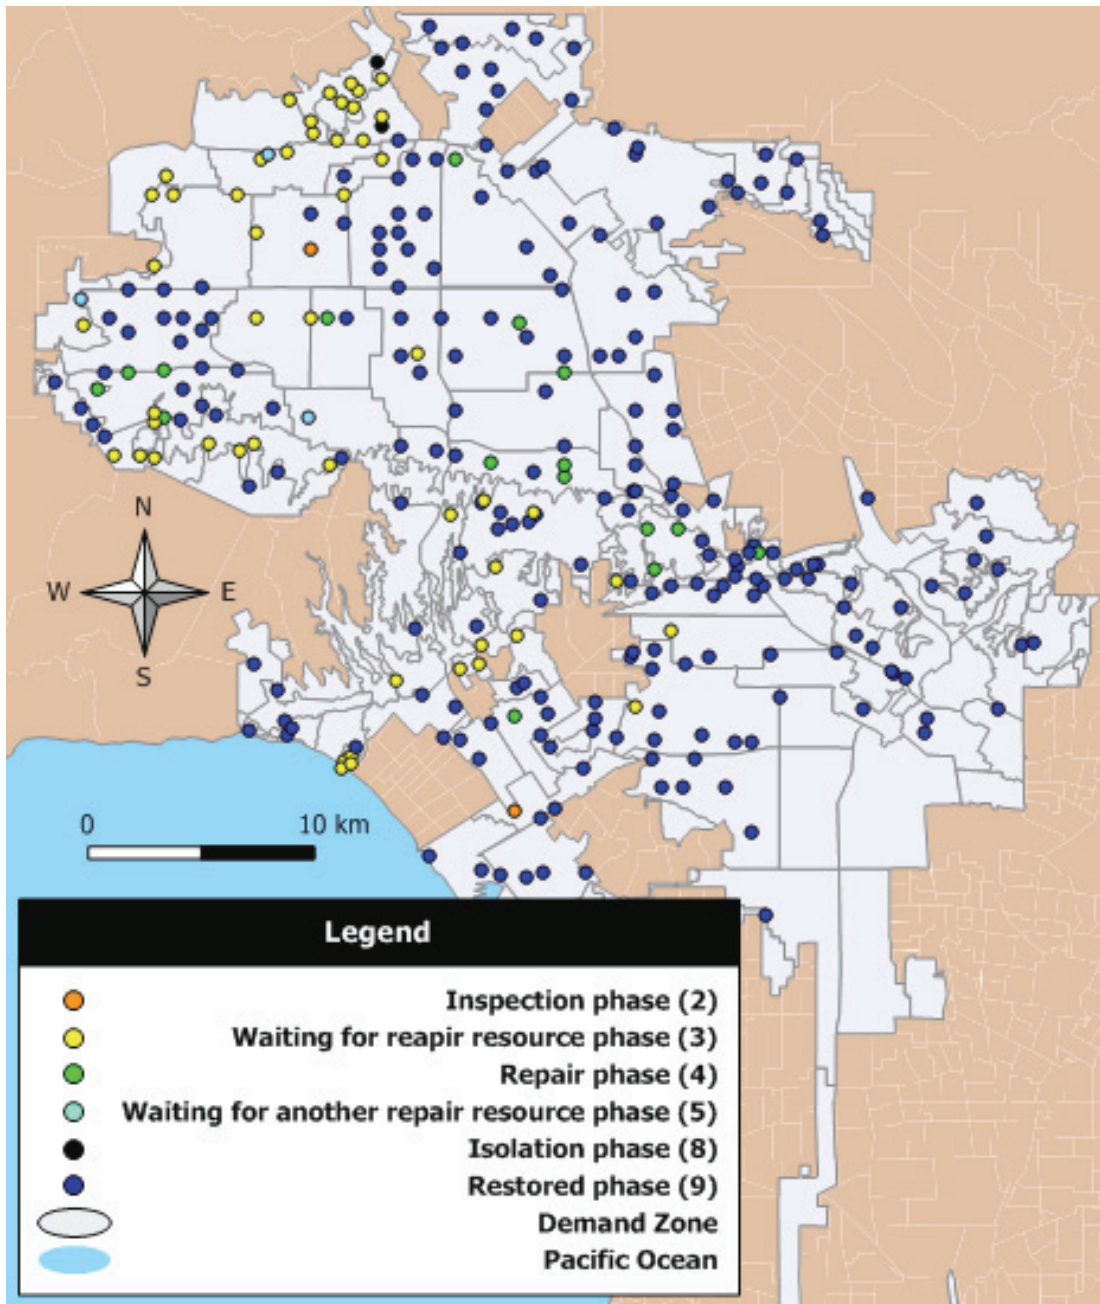 N
W
E
S
0
10 km
Legend
Inspection phase (2)
Waiting for reapir resource phase (3)
Repair phase (4)
Waiting for another repair resource phase (5)
Isolation phase (8)
Restored phase (9)
Demand Zone
Pacific Ocean